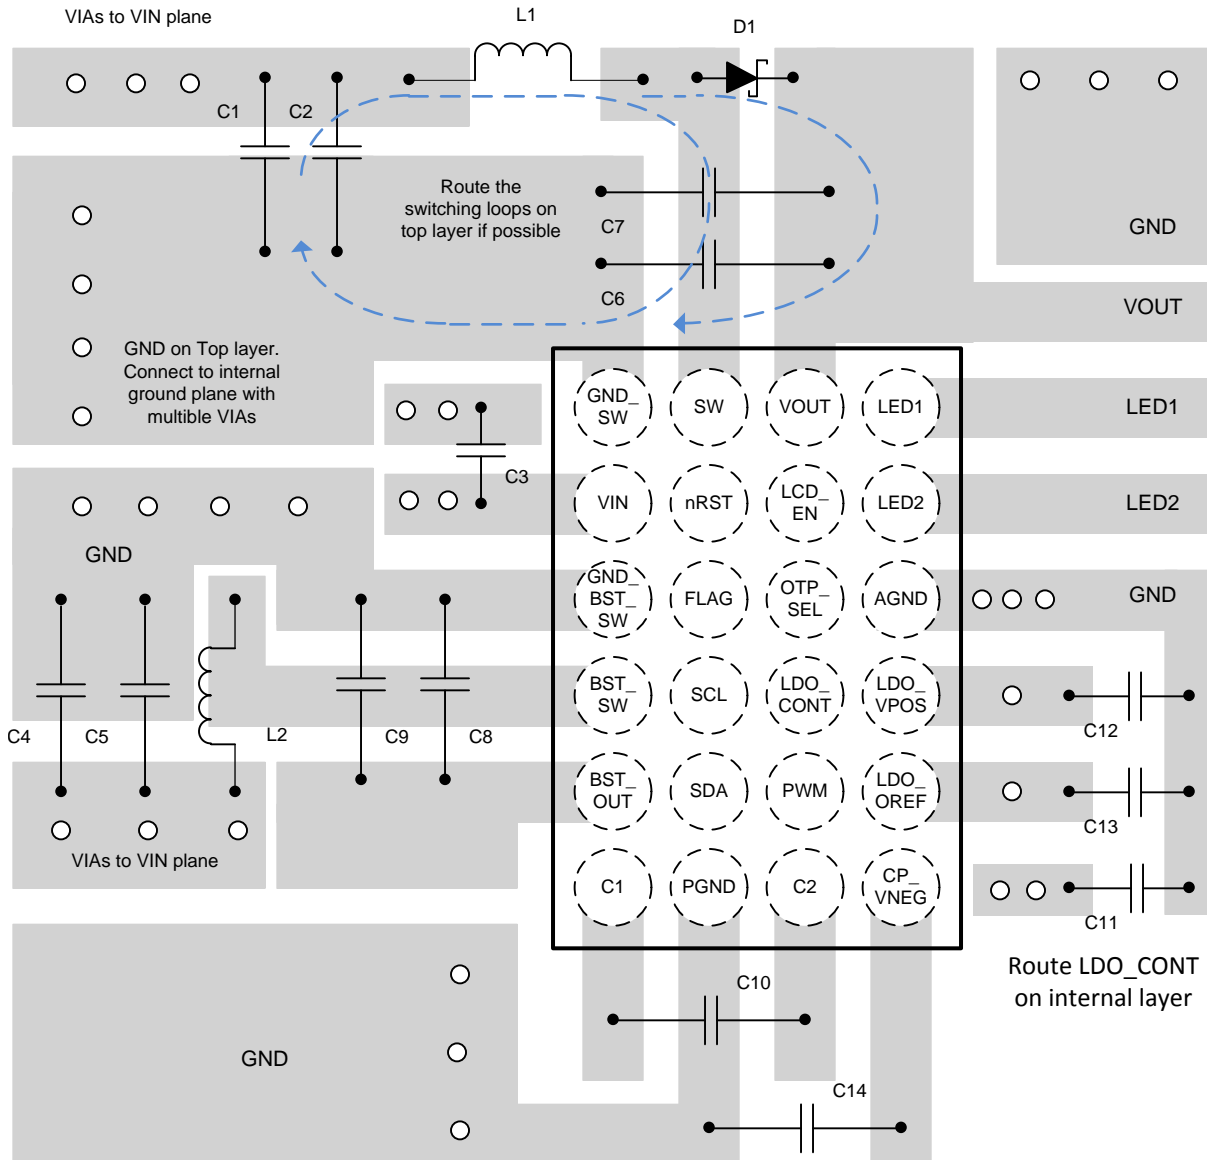 VIAs to VIN plane
L1
D1
C1
C2
Route the
switching loops on
top layer if possible
C7
C6
GND
VOUT
GND on Top layer.
Connect to internal
ground plane with
multible VIAs
GND_
SW
SW
VOUT
LED1
LED1
C3
VIN
nRST
LCD_
EN
LED2
LED2
GND
GND_
BST_
SW
FLAG
OTP_
SEL
AGND
GND
BST_
SW
SCL
LDO_
CONT
LDO_
VPOS
C4
C5
L2
C9
C8
C12
BST_
OUT
SDA
PWM
LDO_
OREF
C13
VIAs to VIN plane
C1
PGND
C2
CP_
VNEG
C11
Route LDO_CONT
on internal layer
C10
GND
C14